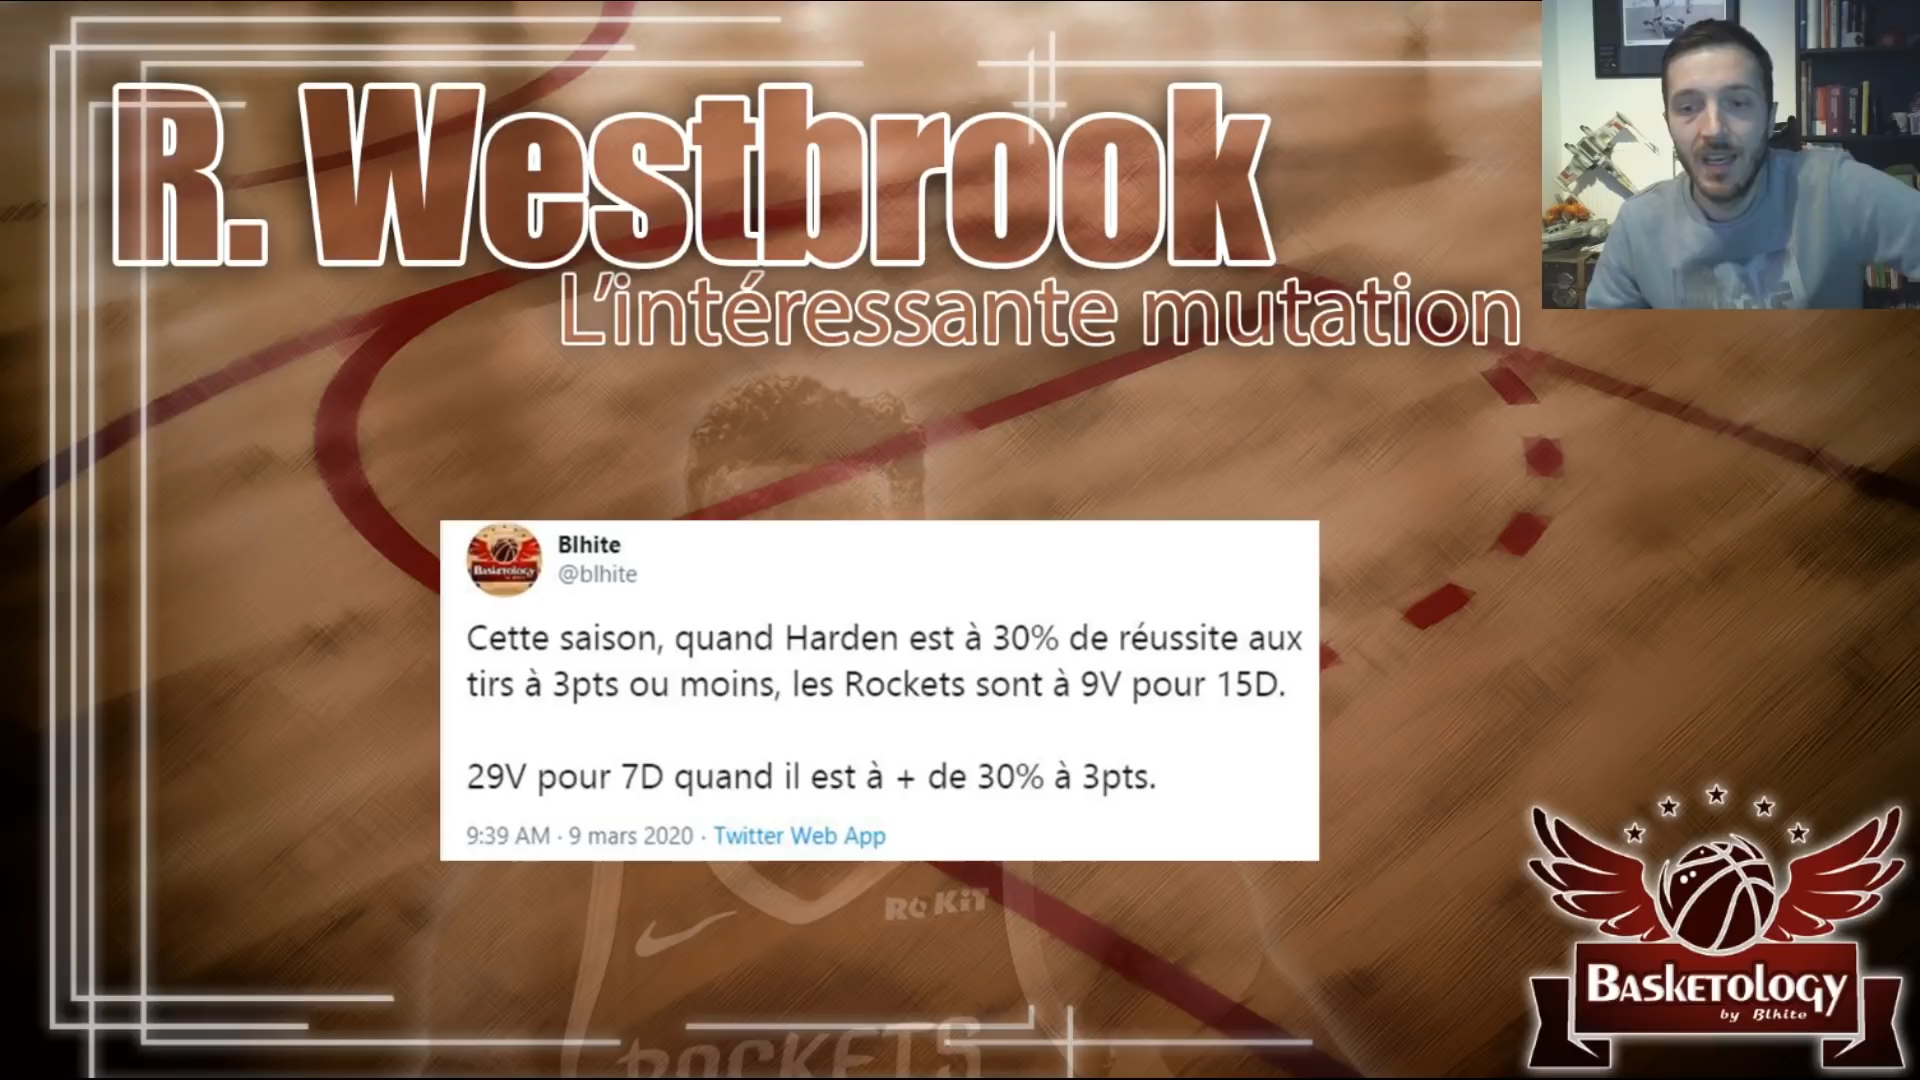 R. Westbrook
L'intéressante mutation
Blhite
@blhite
Cette saison, quand Harden est à 30% de réussite aux
tirs à 3pts ou moins, les Rockets sont à 9V pour 15D.
29V pour 7D quand il est à + de 30% à 3pts.
9:39 AM · 9 mars 2020 · Twitter Web App
ROKiT
ROCKETS
Basketology
by Blhite